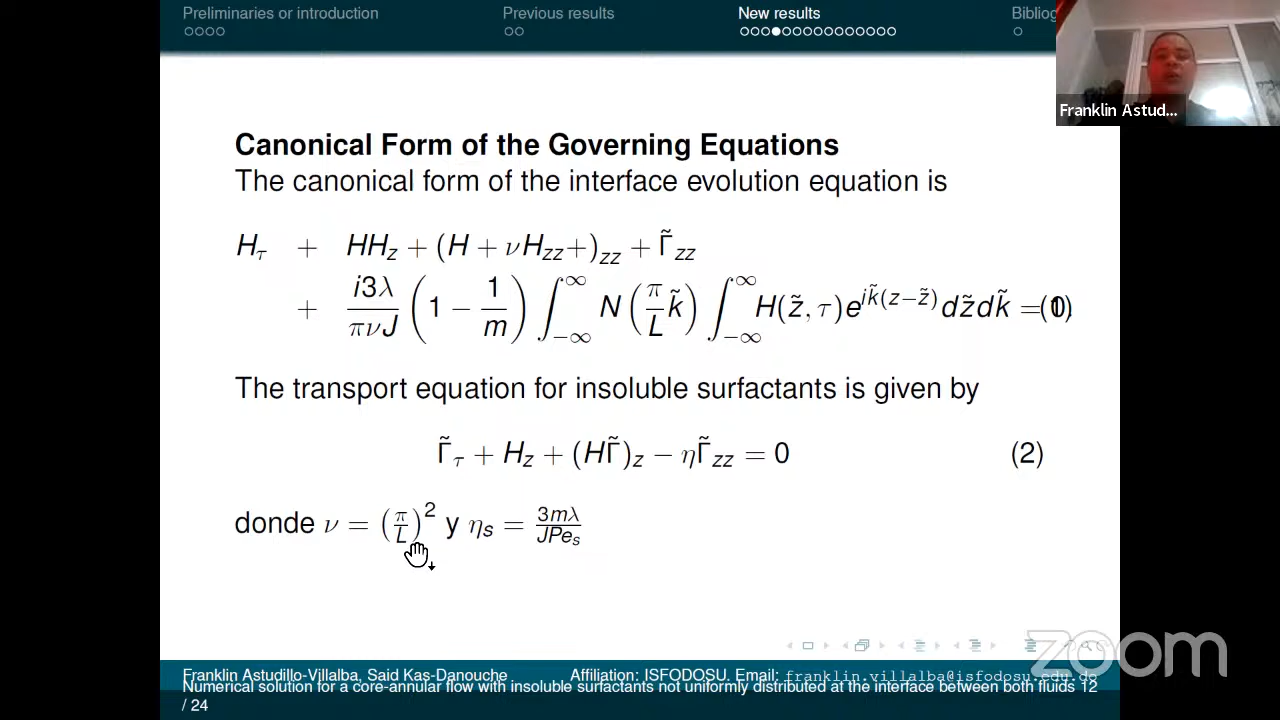 Preliminaries or introduction
Previous results
New results
Bibliog
Franklin Astud...
Canonical Form of the Governing Equations
The canonical form of the interface evolution equation is
H_τ + HH_z + (H + νH_zz+)_zz + Γ̃_zz
+ i3λ/πνJ (1 − 1/m) ∫_{−∞}^{∞} N(π/L k̃) ∫_{−∞}^{∞} H(z̃, τ)e^{ik̃(z−z̃)}dz̃dk̃ = 0 (1)
The transport equation for insoluble surfactants is given by
Γ̃_τ + H_z + (HΓ̃)_z − ηΓ̃_zz = 0 (2)
donde ν = (π/L)² y η_s = 3mλ/JPe_s
zoom
Franklin Astudillo-Villalba, Said Kas-Danouche Affiliation: ISFODOSU. Email: franklin.villalba@isfodosu.edu.do
Numerical solution for a core-annular flow with insoluble surfactants not uniformly distributed at the interface between both fluids 12
/ 24